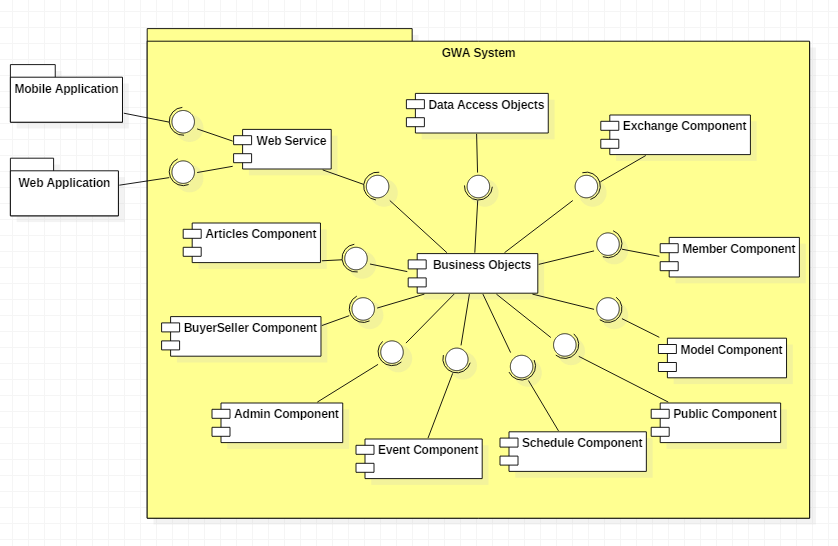 GWA System
Mobile Application
Data Access Objects
Exchange Component
Web Service
Web Application
Articles Component
Member Component
Business Objects
BuyerSeller Component
Model Component
Admin Component
Public Component
Event Component
Schedule Component